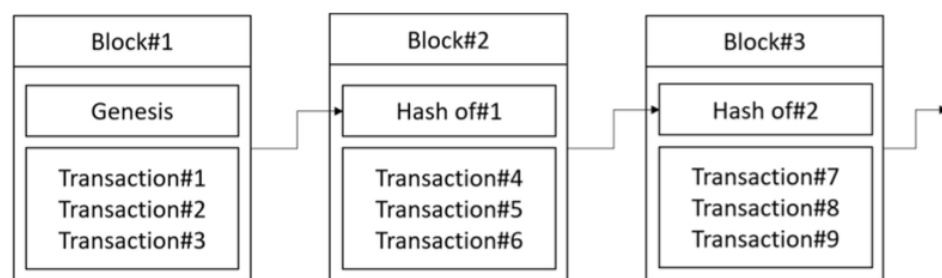 Block#1
Genesis
Transaction#1
Transaction#2
Transaction#3
Block#2
Hash of#1
Transaction#4
Transaction#5
Transaction#6
Block#3
Hash of#2
Transaction#7
Transaction#8
Transaction#9